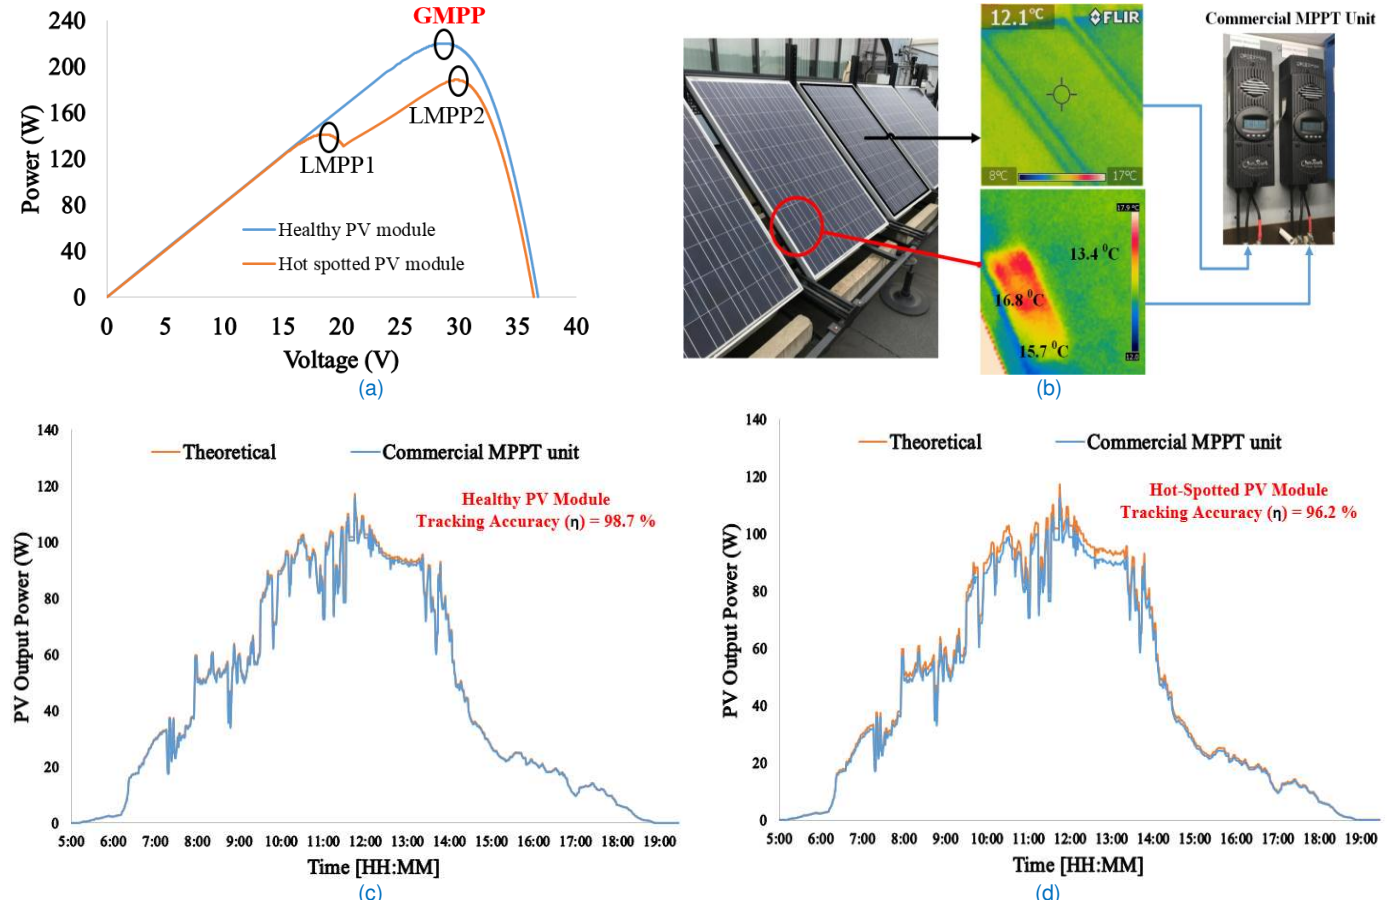 240
200
160
120
80
40
0
Power (W)
GMPP
LMPP2
LMPP1
Healthy PV module
Hot spotted PV module
0 5 10 15 20 25 30 35 40
Voltage (V)
(a)
12.1°C
FLIR
8°C 17°C
17.9 °C
13.4 ⁰C
16.8 ⁰C
15.7 ⁰C
12.0
Commercial MPPT Unit
(b)
140
120
100
80
60
40
20
0
PV Output Power (W)
Theoretical Commercial MPPT unit
Healthy PV Module
Tracking Accuracy (η) = 98.7 %
5:00 6:00 7:00 8:00 9:00 10:00 11:00 12:00 13:00 14:00 15:00 16:00 17:00 18:00 19:00
Time [HH:MM]
(c)
140
120
100
80
60
40
20
0
PV Output Power (W)
Theoretical Commercial MPPT unit
Hot-Spotted PV Module
Tracking Accuracy (η) = 96.2 %
5:00 6:00 7:00 8:00 9:00 10:00 11:00 12:00 13:00 14:00 15:00 16:00 17:00 18:00 19:00
Time [HH:MM]
(d)